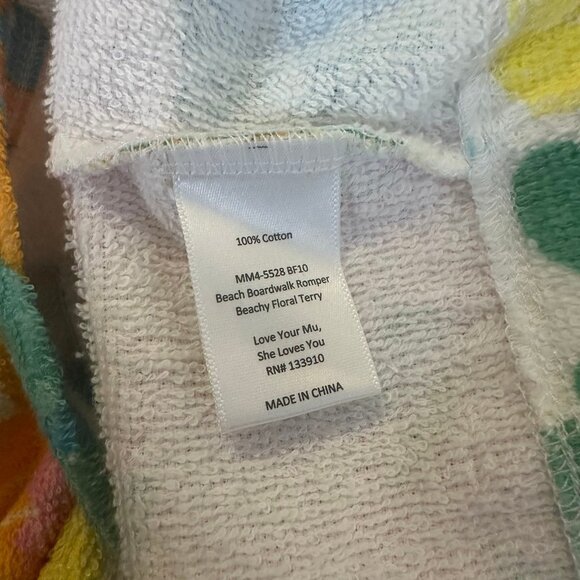 100% Cotton
MM4-5528 BF10
Beach Boardwalk Romper
Beachy Floral Terry
Love Your Mu,
She Loves You
RN# 133910
MADE IN CHINA